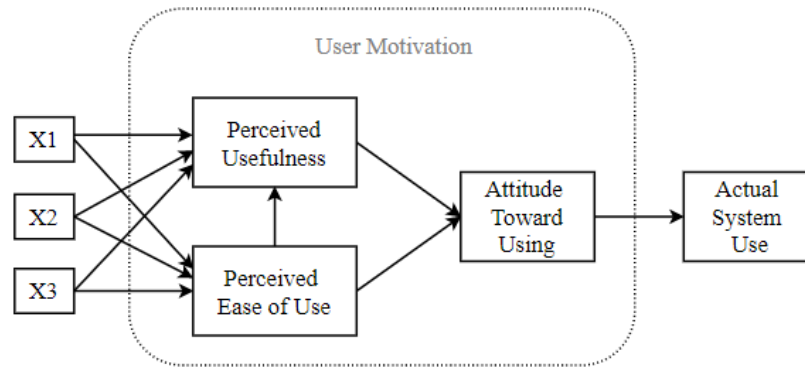 User Motivation
X1
X2
X3
Perceived
Usefulness
Perceived
Ease of Use
Attitude
Toward
Using
Actual
System
Use